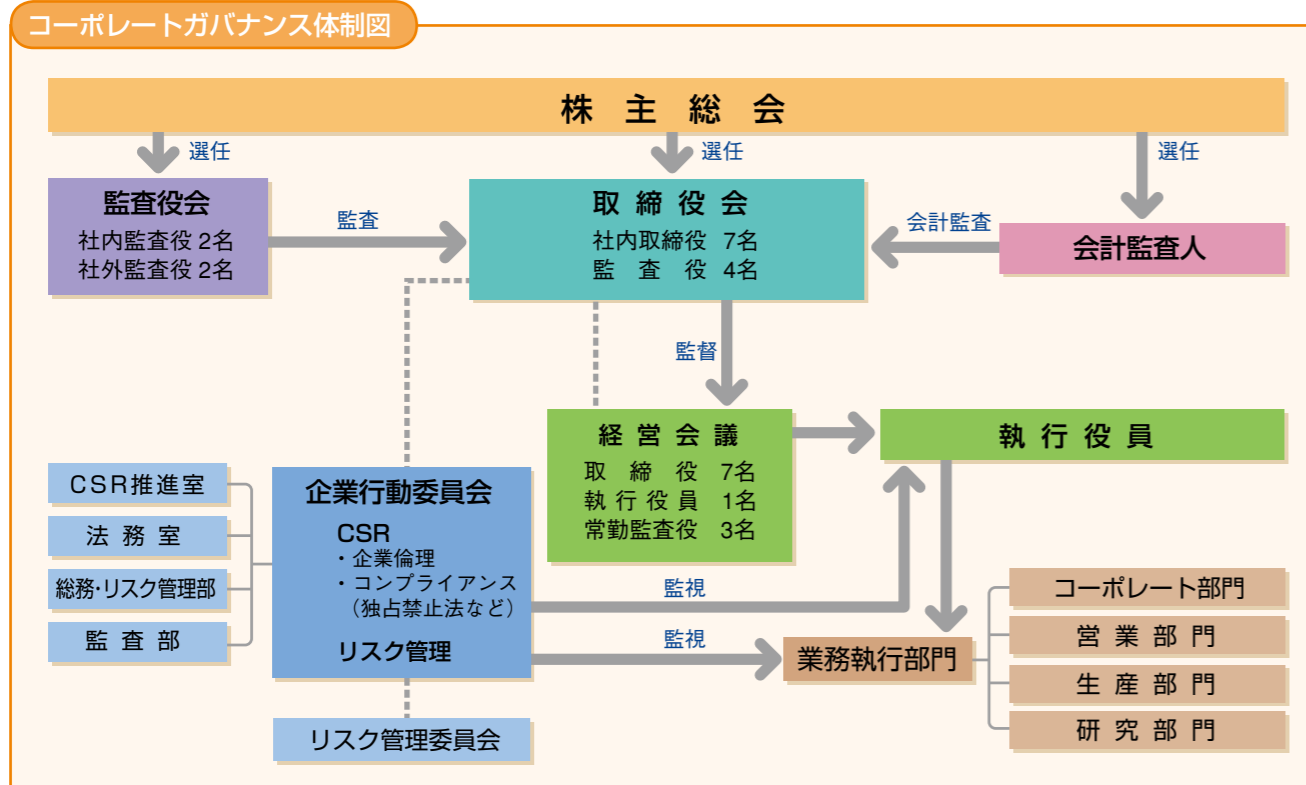 コーポレートガバナンス体制図
株主総会
選任
選任
選任
監査役会
社内監査役 2名
社外監査役 2名
監査
取締役会
社内取締役 7名
監査役 4名
会計監査
会計監査人
監督
経営会議
取締役 7名
執行役員 1名
常勤監査役 3名
執行役員
CSR推進室
法務室
総務・リスク管理部
監査部
企業行動委員会
CSR
・企業倫理
・コンプライアンス
（独占禁止法など）
リスク管理
監視
監視
業務執行部門
コーポレート部門
営業部門
生産部門
研究部門
リスク管理委員会